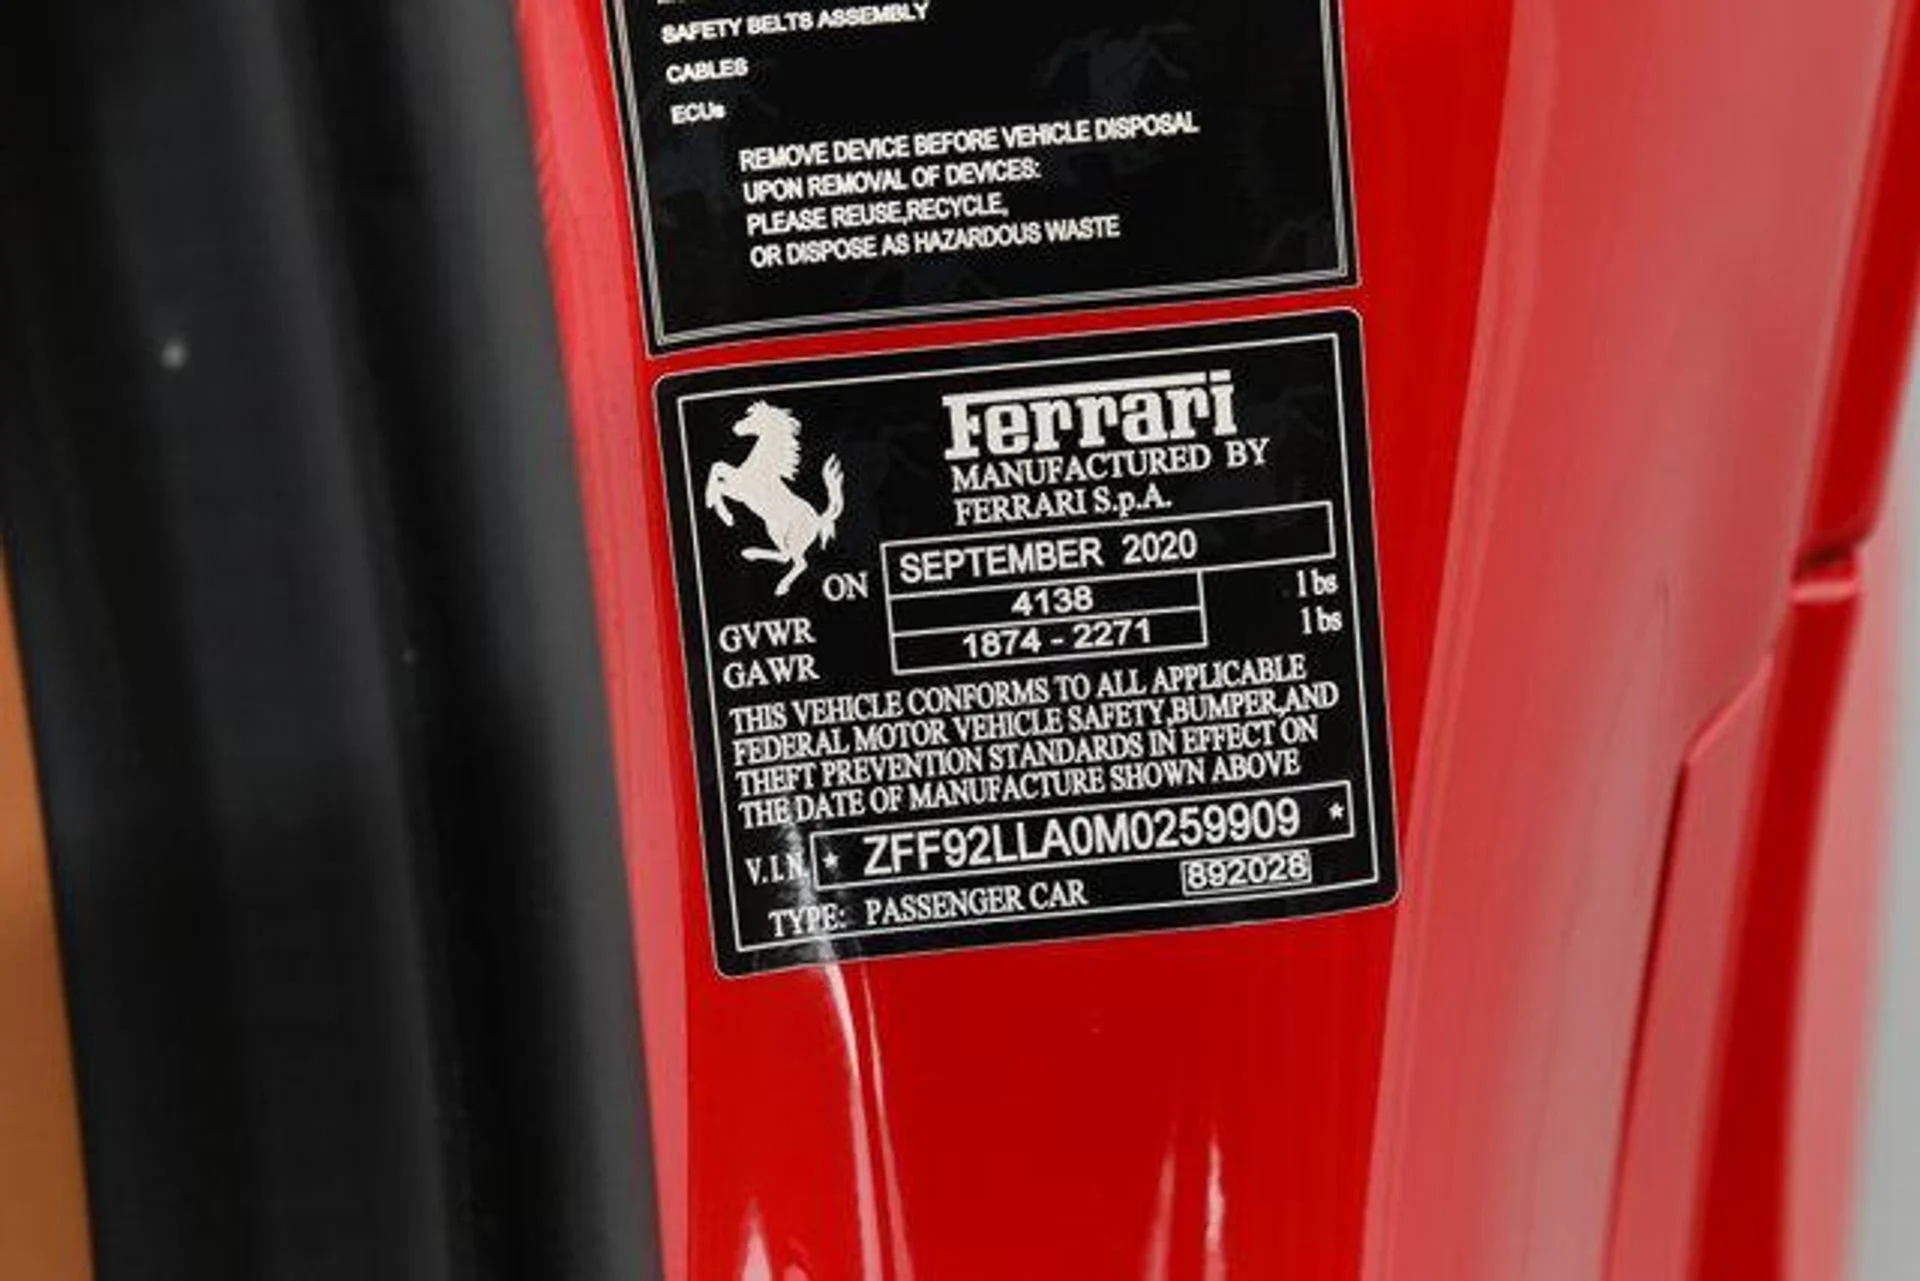 SAFETY BELTS ASSEMBLY
CABLES
ECUs
REMOVE DEVICE BEFORE VEHICLE DISPOSAL
UPON REMOVAL OF DEVICES:
PLEASE REUSE,RECYCLE,
OR DISPOSE AS HAZARDOUS WASTE
Ferrari
MANUFACTURED BY
FERRARI S.p.A.
ON SEPTEMBER 2020
GVWR 4138 lbs
GAWR 1874 - 2271 lbs
THIS VEHICLE CONFORMS TO ALL APPLICABLE
FEDERAL MOTOR VEHICLE SAFETY,BUMPER,AND
THEFT PREVENTION STANDARDS IN EFFECT ON
THE DATE OF MANUFACTURE SHOWN ABOVE
V.I.N. * ZFF92LLA0M0259909 *
TYPE: PASSENGER CAR 892028